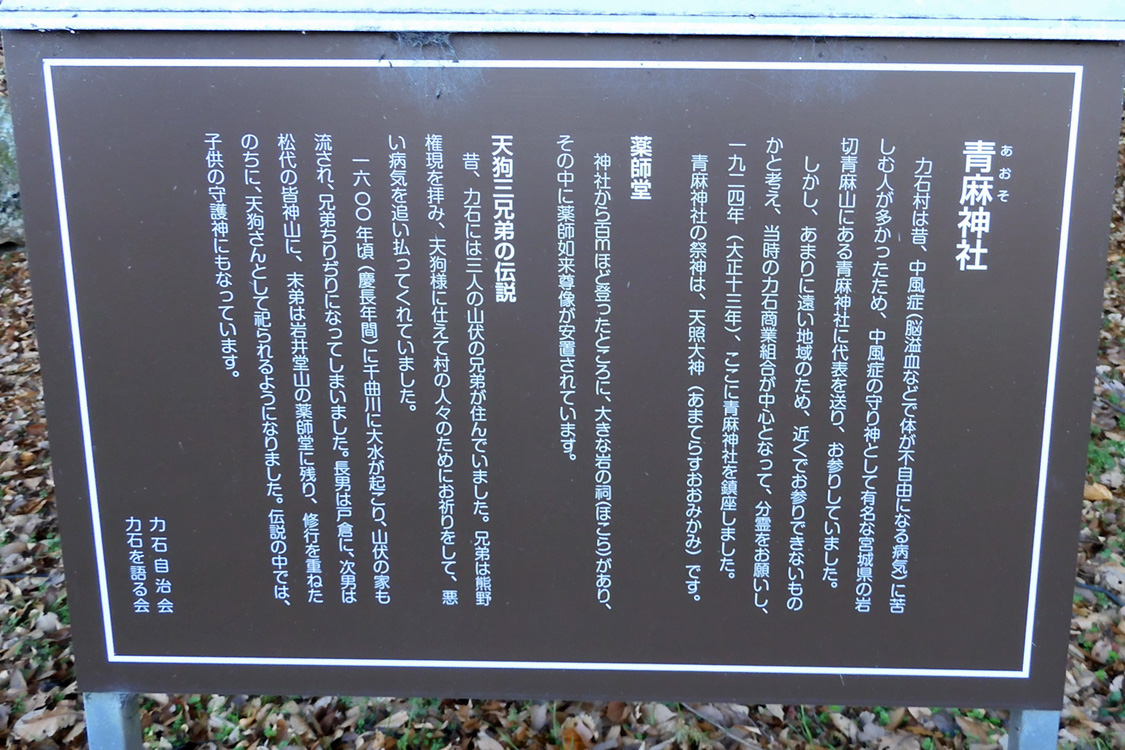 青麻神社
あおそ
力石村は昔、中風症（脳溢血などで体が不自由になる病気）に苦
しむ人が多かったため、中風症の守り神として有名な宮城県の岩
切青麻山にある青麻神社に代表を送り、お参りしていました。
しかし、あまりに遠い地域のため、近くでお参りできないもの
かと考え、当時の力石商業組合が中心となって、分霊をお願いし、
一九二四年（大正十三年）、ここに青麻神社を鎮座しました。
青麻神社の祭神は、天照大神（あまてらすおおみかみ）です。
薬師堂
神社から百mほど登ったところに、大きな岩の祠（ほこら）があり、
その中に薬師如来尊像が安置されています。
天狗三兄弟の伝説
昔、力石には三人の山伏の兄弟が住んでいました。兄弟は熊野
権現を拝み、天狗様に仕えて村の人々のためにお祈りをして、悪
い病気を追い払ってくれていました。
一六〇〇年頃（慶長年間）に千曲川に大水が起こり、山伏の家も
流され、兄弟ちりぢりになってしまいました。長男は戸倉に、次男は
松代の皆神山に、末弟は岩井堂山の薬師堂に残り、修行を重ねた
のちに、天狗さんとして祀られるようになりました。伝説の中では、
子供の守護神にもなっています。
力石自治会
力石を語る会